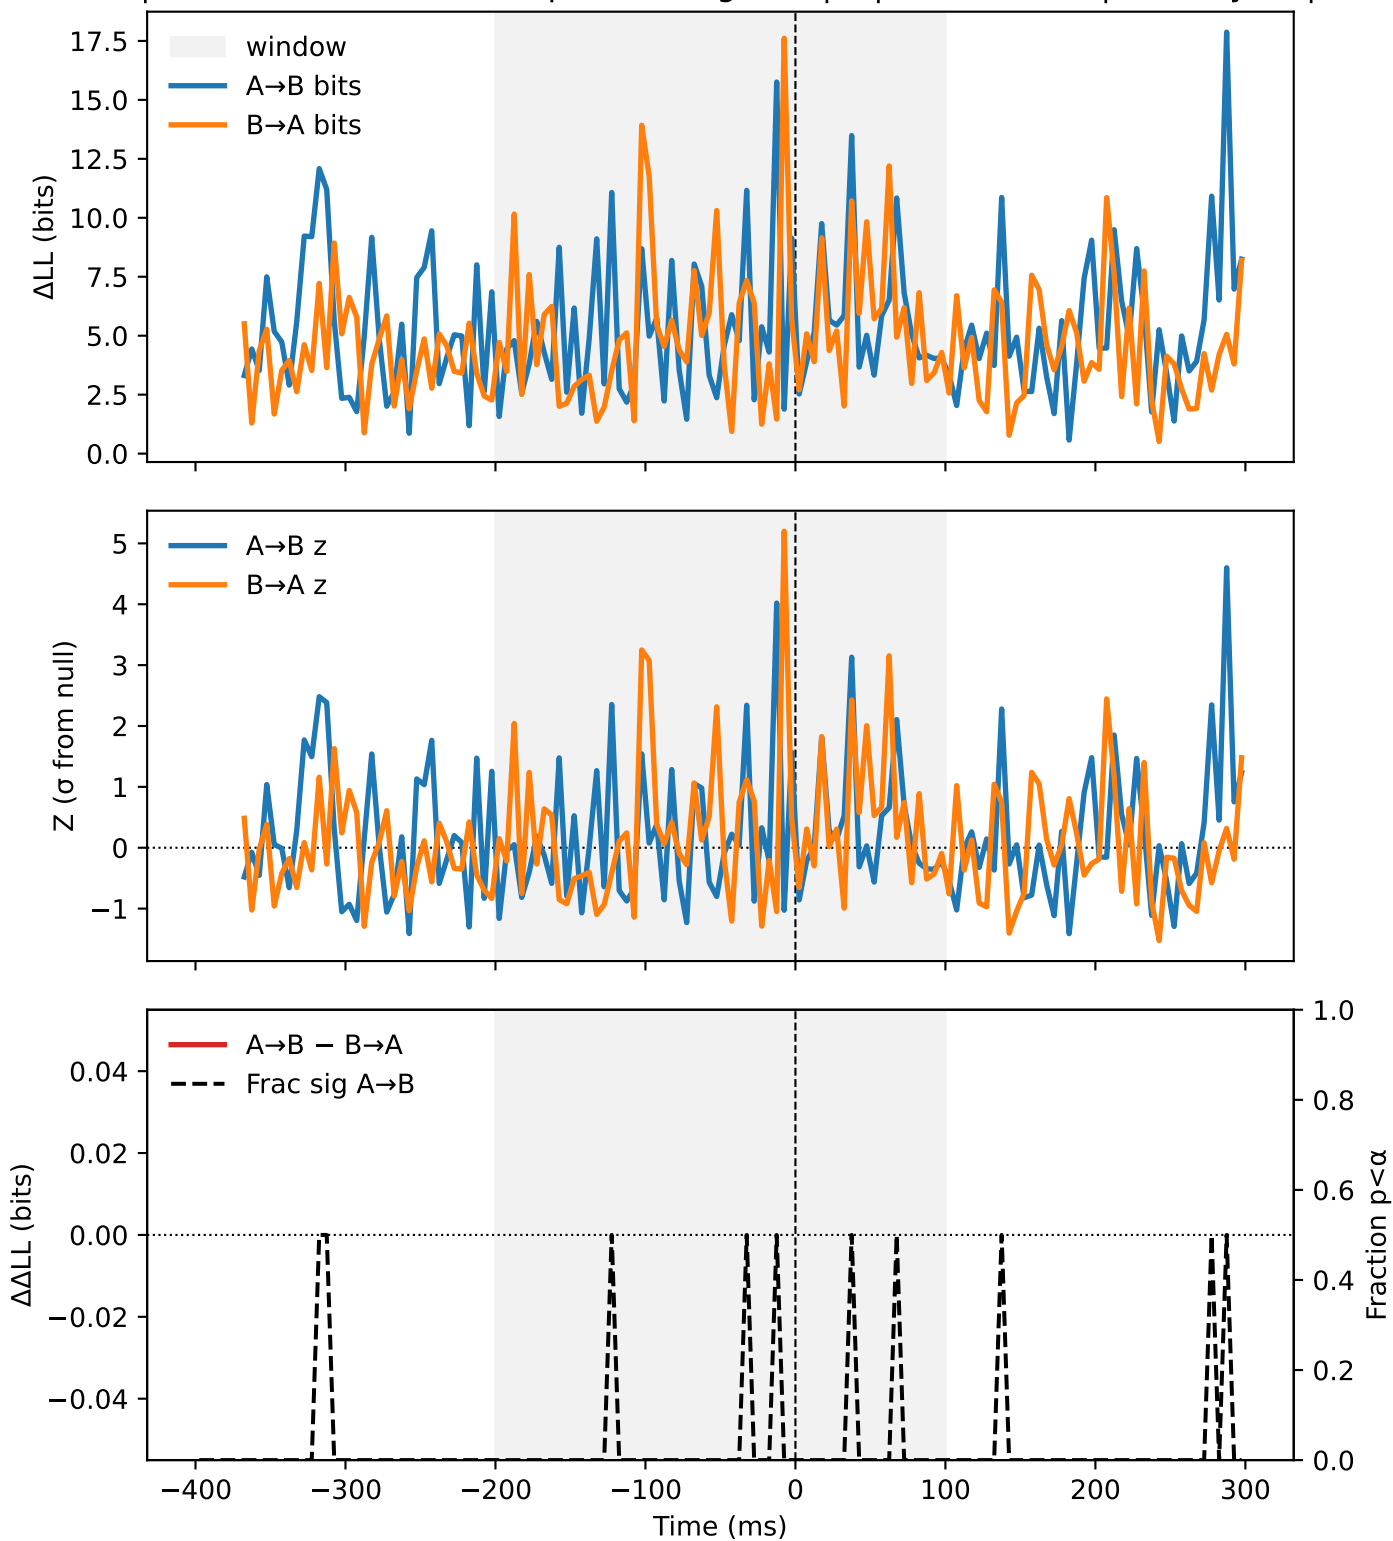 17.5
15.0
12.5
10.0
7.5
5.0
2.5
0.0
ΔLL (bits)
window
A→B bits
B→A bits
5
4
3
2
1
0
−1
Z (σ from null)
A→B z
B→A z
0.04
0.02
0.00
−0.02
−0.04
ΔΔLL (bits)
A→B − B→A
Frac sig A→B
1.0
0.8
0.6
0.4
0.2
0.0
Fraction p<α
−400 −300 −200 −100 0 100 200 300
Time (ms)